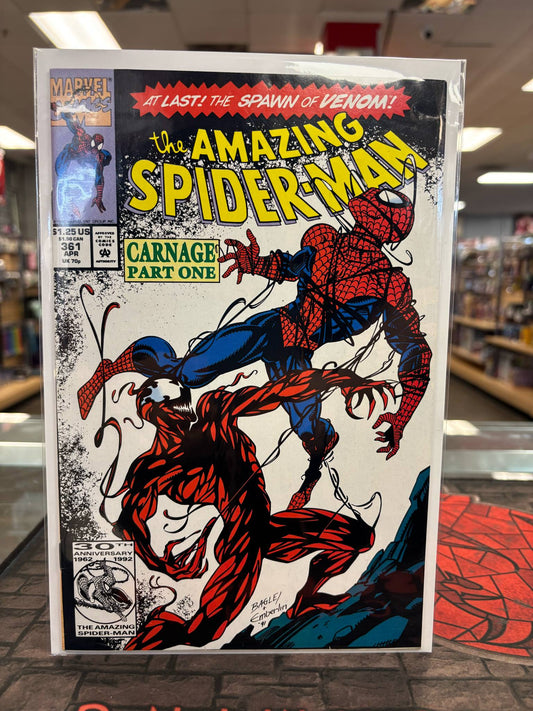 MARVEL
COMICS
AT LAST! THE SPAWN OF VENOM!
the AMAZING
SPIDER-MAN
$1.25 US
$1.50 CAN
361
APR
UK 70p
APPROVED
BY THE
COMICS
CODE
AUTHORITY
CARNAGE
PART ONE
30TH
ANNIVERSARY
1962 1992
THE AMAZING
SPIDER-MAN
BAGLEY/
Emberlin
'91